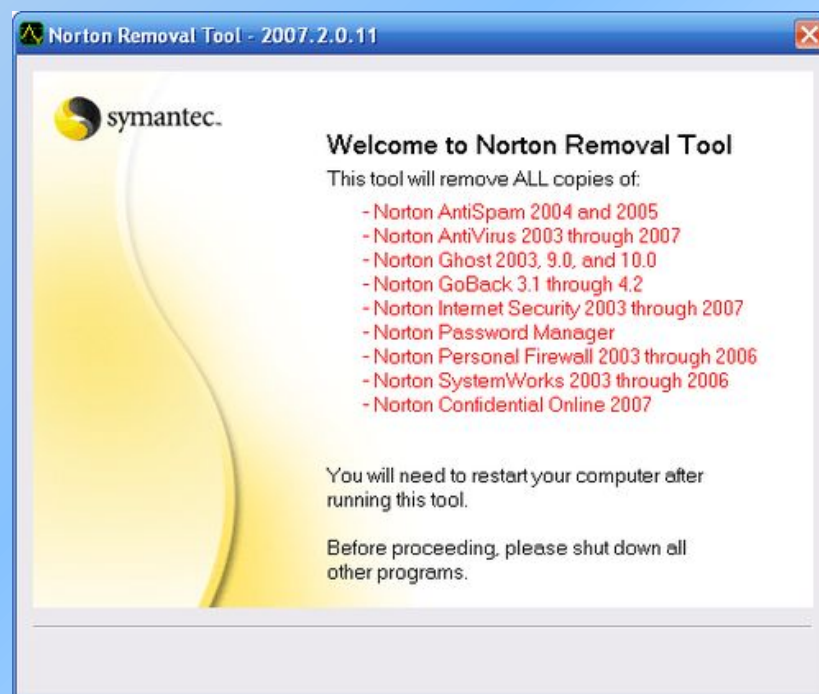 Norton Removal Tool - 2007.2.0.11
symantec.
Welcome to Norton Removal Tool
This tool will remove ALL copies of:
- Norton AntiSpam 2004 and 2005
- Norton AntiVirus 2003 through 2007
- Norton Ghost 2003, 9.0, and 10.0
- Norton GoBack 3.1 through 4.2
- Norton Internet Security 2003 through 2007
- Norton Password Manager
- Norton Personal Firewall 2003 through 2006
- Norton SystemWorks 2003 through 2006
- Norton Confidential Online 2007
You will need to restart your computer after
running this tool.
Before proceeding, please shut down all
other programs.